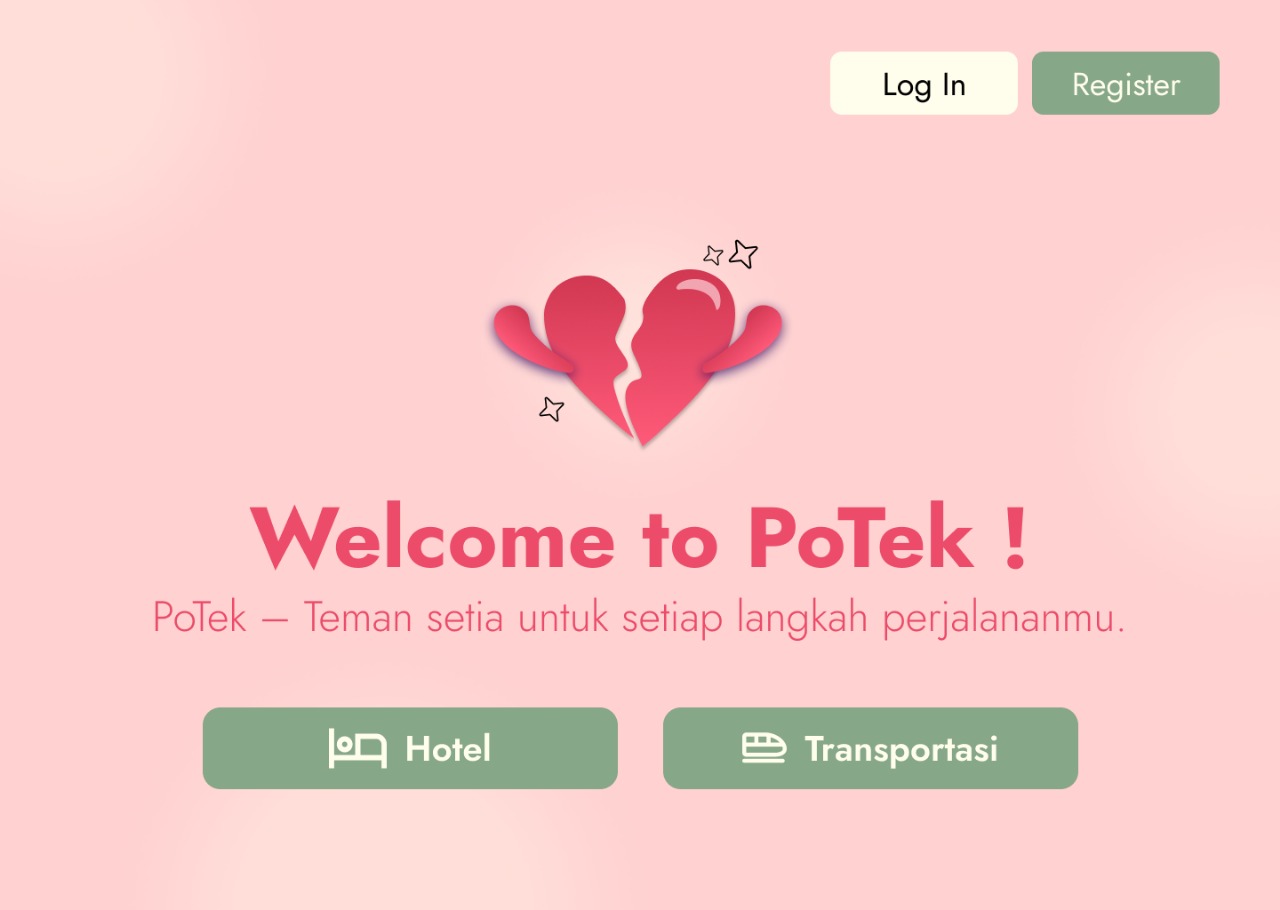 Log In
Register
Welcome to PoTek !
PoTek – Teman setia untuk setiap langkah perjalananmu.
Hotel
Transportasi